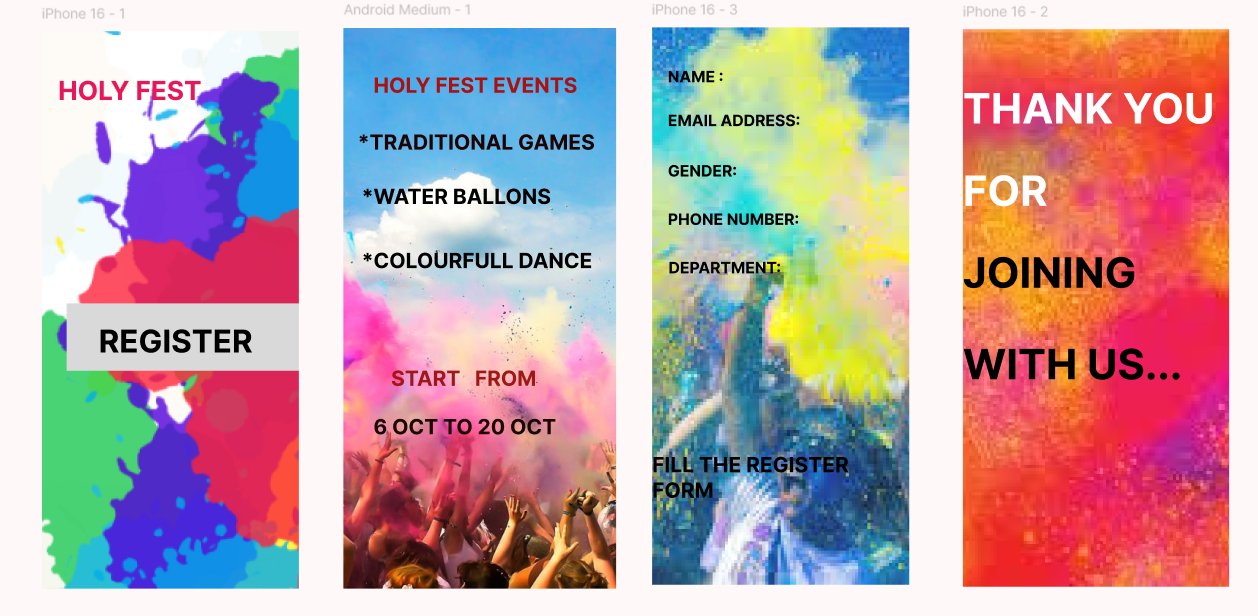 iPhone 16 - 1
HOLY FEST
REGISTER
Android Medium - 1
HOLY FEST EVENTS
*TRADITIONAL GAMES
*WATER BALLONS
*COLOURFULL DANCE
START FROM
6 OCT TO 20 OCT
iPhone 16 - 3
NAME :
EMAIL ADDRESS:
GENDER:
PHONE NUMBER:
DEPARTMENT:
FILL THE REGISTER
FORM
iPhone 16 - 2
THANK YOU
FOR
JOINING
WITH US...